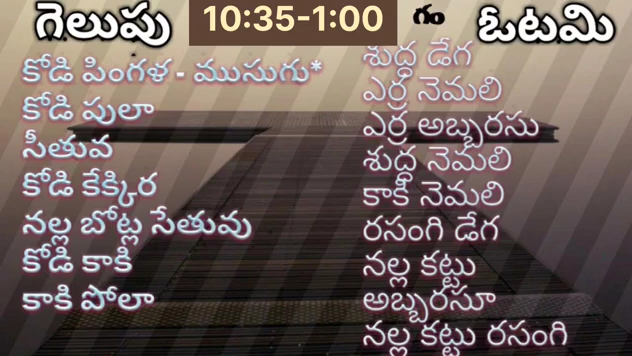 గెలుపు
10:35-1:00
గం
ఓటమి
కోడి పింగళ - ముసుగు*
కోడి పులా
సీతువ
కోడి కేక్కిర
నల్ల బోట్ల సేతువు
కోడి కాకి
కాకి పోలా
శుద్ధ డేగ
ఎర్ర నెమలి
ఎర్ర అబ్బరసు
శుద్ధ నెమలి
కాకి నెమలి
రసంగి డేగ
నల్ల కట్టు
అబ్బరసూ
నల్ల కట్టు రసంగి